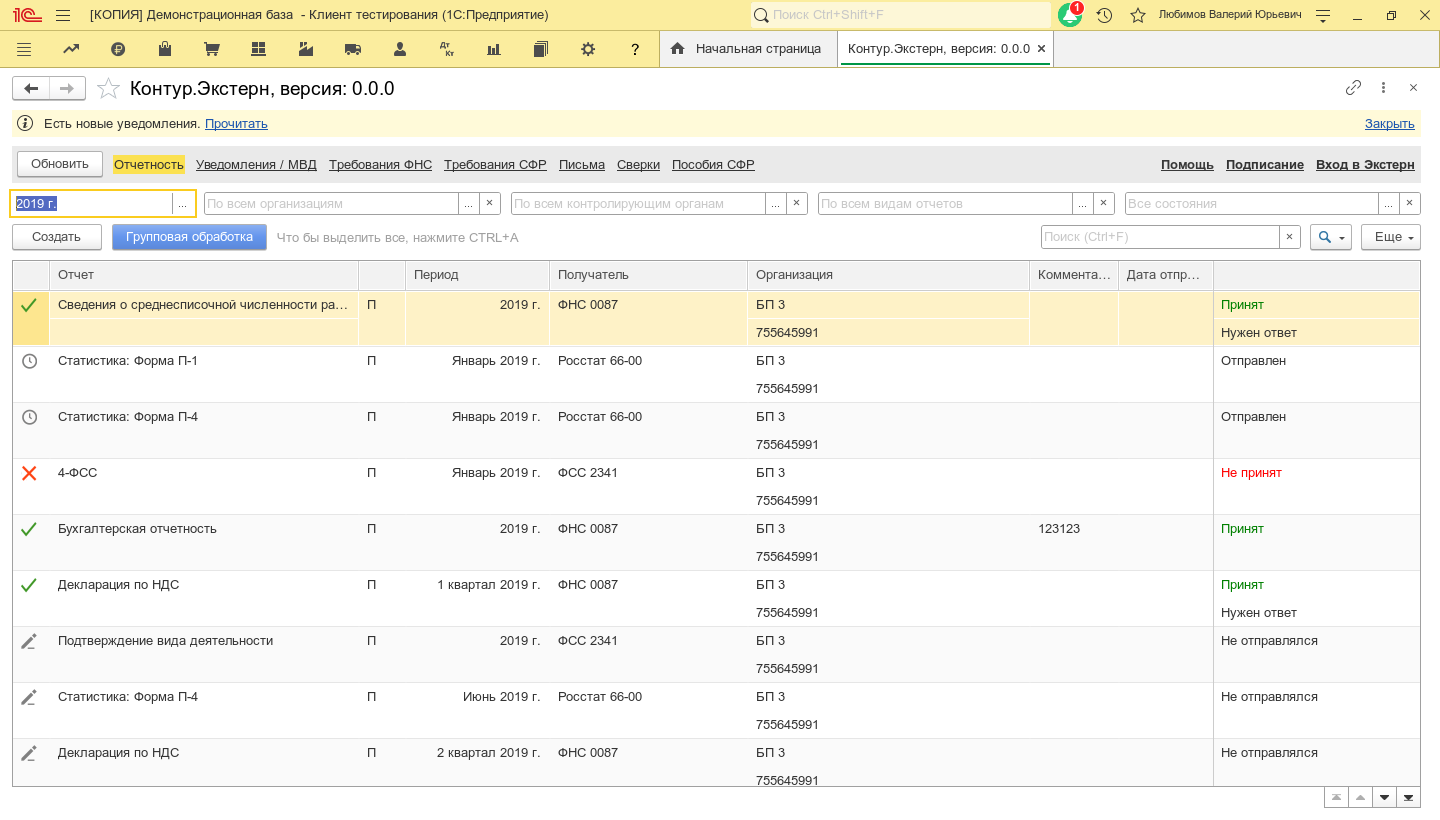 [КОПИЯ] Демонстрационная база - Клиент тестирования (1С:Предприятие)
Поиск Ctrl+Shift+F
1
Любимов Валерий Юрьевич
Дт
Кт
?
Начальная страница
Контур.Экстерн, версия: 0.0.0
Контур.Экстерн, версия: 0.0.0
Есть новые уведомления. Прочитать
Закрыть
Обновить
Отчетность
Уведомления / МВД
Требования ФНС
Требования СФР
Письма
Сверки
Пособия СФР
Помощь
Подписание
Вход в Экстерн
2019 г.
...
По всем организациям
...
По всем контролирующим органам
...
По всем видам отчетов
...
Все состояния
...
Создать
Групповая обработка
Что бы выделить все, нажмите CTRL+A
Поиск (Ctrl+F)
Еще
Отчет
Период
Получатель
Организация
Коммента...
Дата отпр...
Сведения о среднесписочной численности ра... П 2019 г. ФНС 0087 БП 3 Принят
755645991 Нужен ответ
Статистика: Форма П-1 П Январь 2019 г. Росстат 66-00 БП 3 Отправлен
755645991
Статистика: Форма П-4 П Январь 2019 г. Росстат 66-00 БП 3 Отправлен
755645991
4-ФСС П Январь 2019 г. ФСС 2341 БП 3 Не принят
755645991
Бухгалтерская отчетность П 2019 г. ФНС 0087 БП 3 123123 Принят
755645991
Декларация по НДС П 1 квартал 2019 г. ФНС 0087 БП 3 Принят
755645991 Нужен ответ
Подтверждение вида деятельности П 2019 г. ФСС 2341 БП 3 Не отправлялся
755645991
Статистика: Форма П-4 П Июнь 2019 г. Росстат 66-00 БП 3 Не отправлялся
755645991
Декларация по НДС П 2 квартал 2019 г. ФНС 0087 БП 3 Не отправлялся
755645991